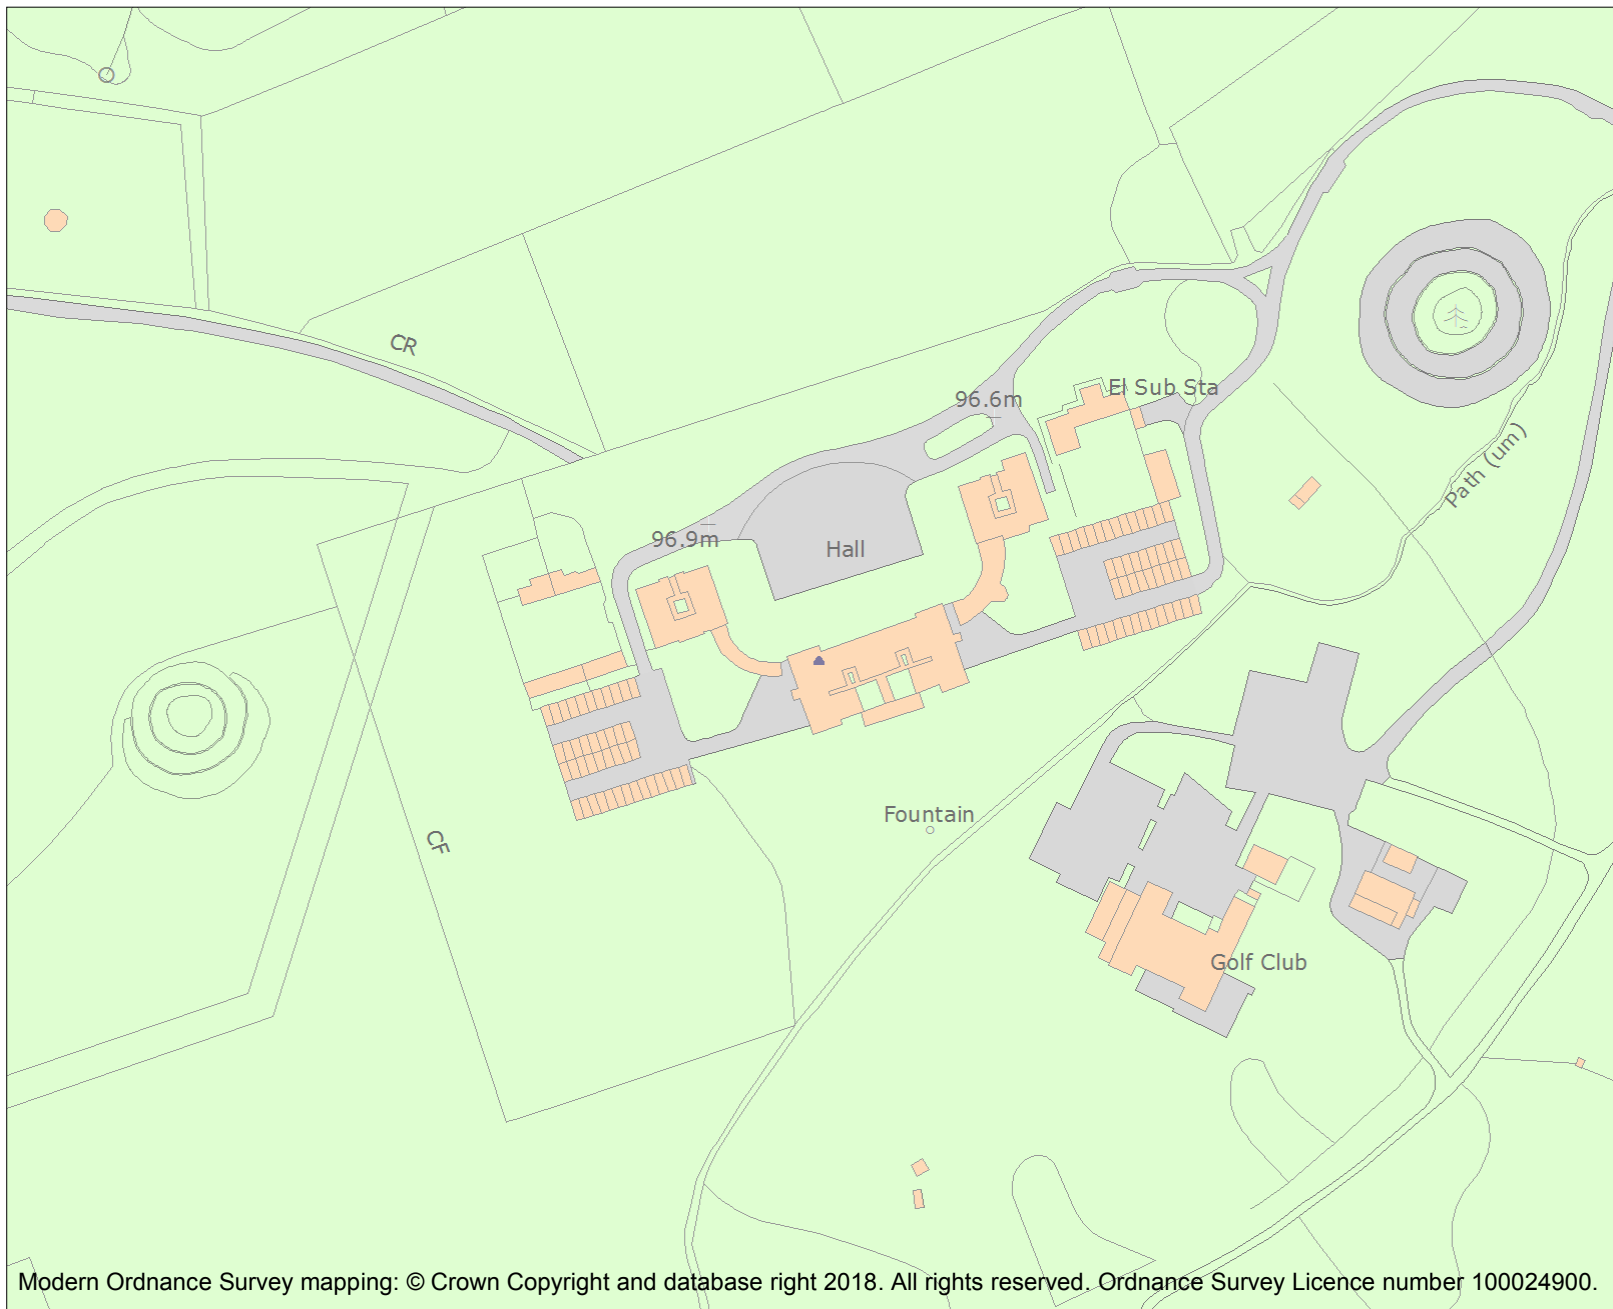 CR
El Sub Sta
96.6m
Path (um)
96.9m
Hall
Fountain
CF
Golf Club
Modern Ordnance Survey mapping: © Crown Copyright and database right 2018. All rights reserved. Ordnance Survey Licence number 100024900.